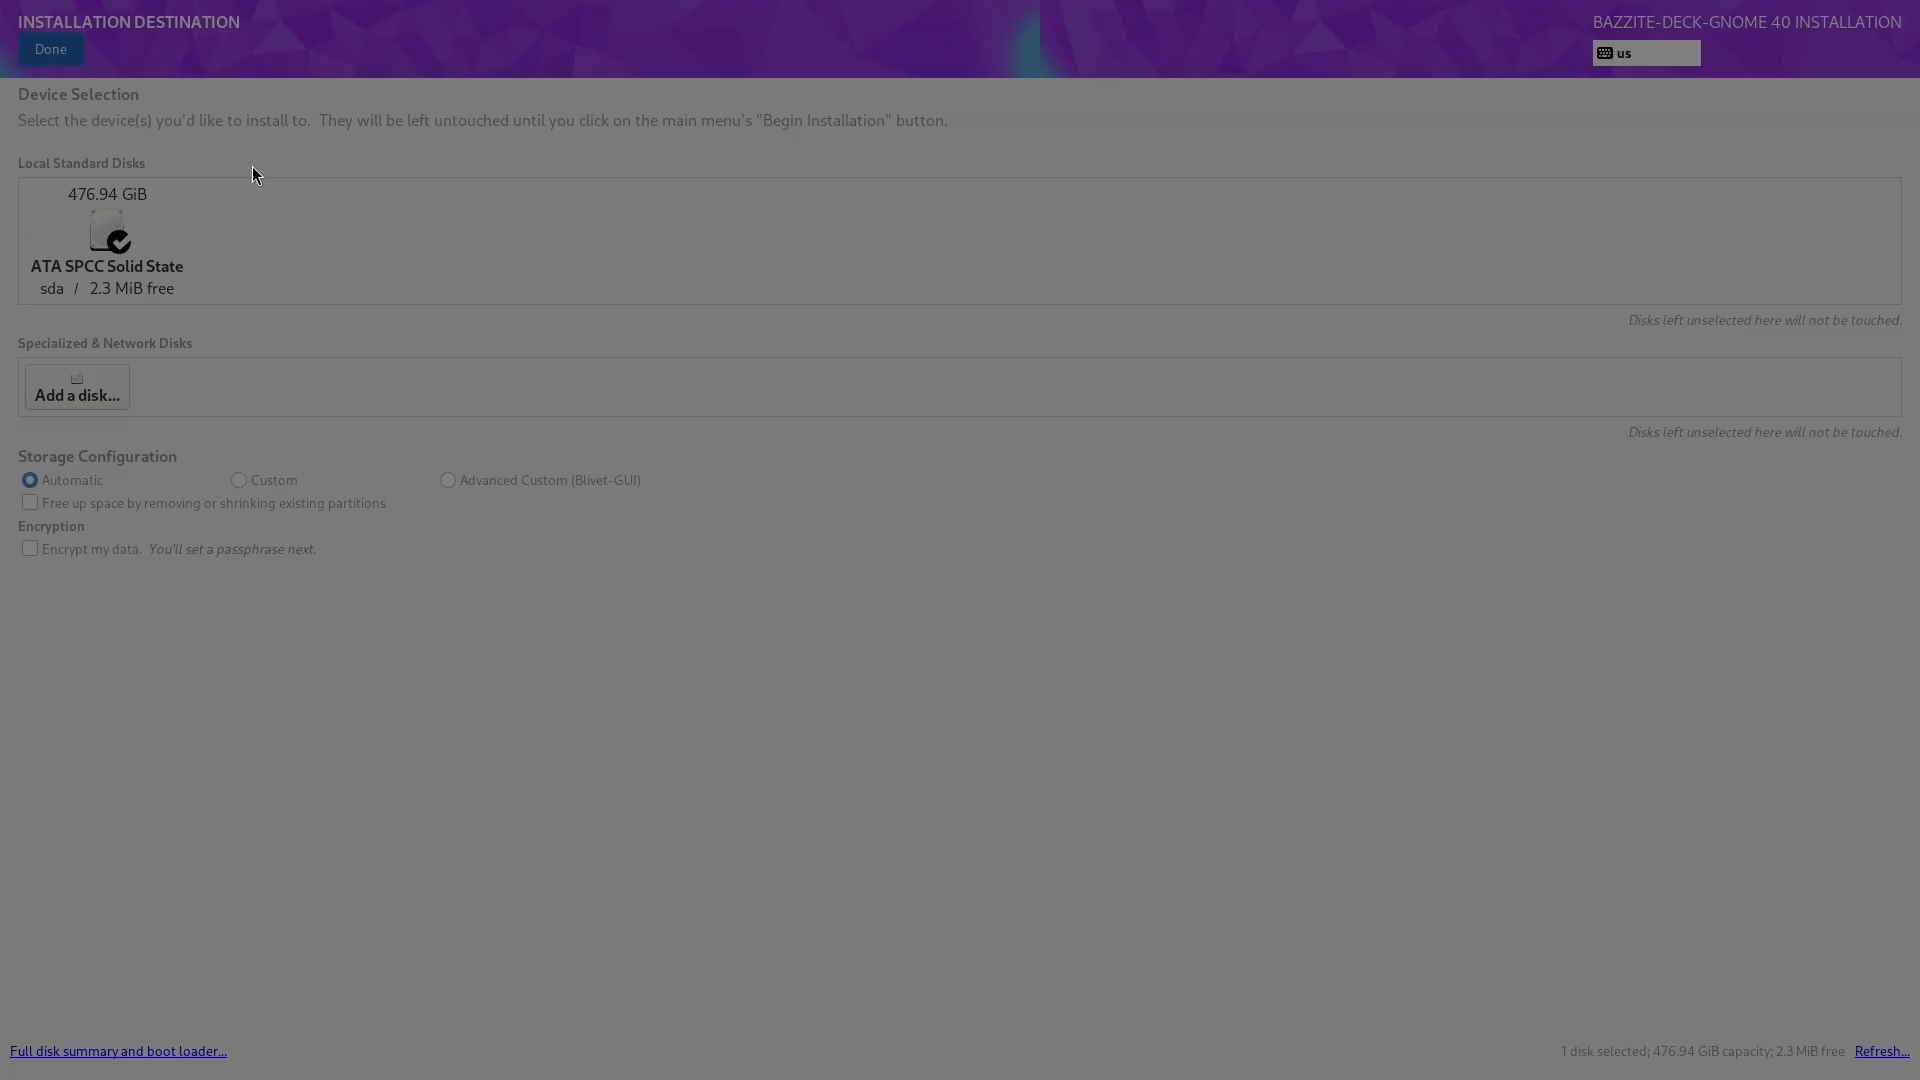 INSTALLATION DESTINATION
Done
BAZZITE-DECK-GNOME 40 INSTALLATION
us
Device Selection
Select the device(s) you'd like to install to.  They will be left untouched until you click on the main menu's "Begin Installation" button.
Local Standard Disks
476.94 GiB
ATA SPCC Solid State
sda / 2.3 MiB free
Disks left unselected here will not be touched.
Specialized & Network Disks
Add a disk...
Disks left unselected here will not be touched.
Storage Configuration
Automatic Custom Advanced Custom (Blivet-GUI)
Free up space by removing or shrinking existing partitions
Encryption
Encrypt my data. You'll set a passphrase next.
Full disk summary and boot loader... 1 disk selected; 476.94 GiB capacity; 2.3 MiB free Refresh...